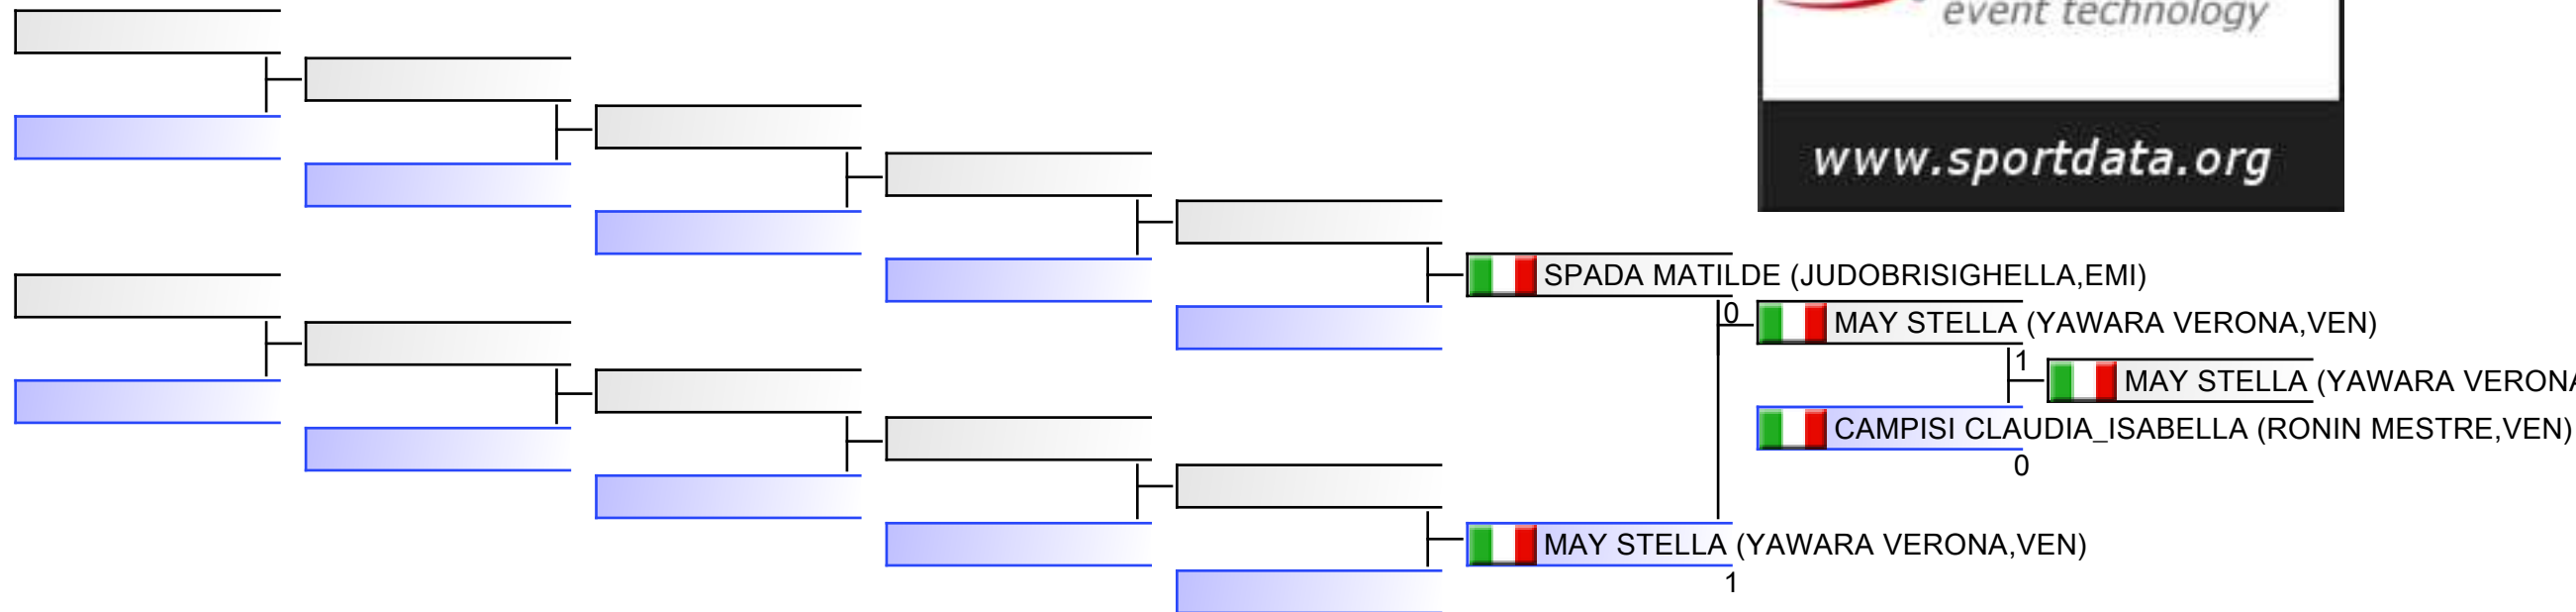 event technology
www.sportdata.org
SPADA MATILDE (JUDOBRISIGHELLA,EMI)
0
MAY STELLA (YAWARA VERONA,VEN)
1
MAY STELLA (YAWARA VERONA
CAMPISI CLAUDIA_ISABELLA (RONIN MESTRE,VEN)
0
MAY STELLA (YAWARA VERONA,VEN)
1